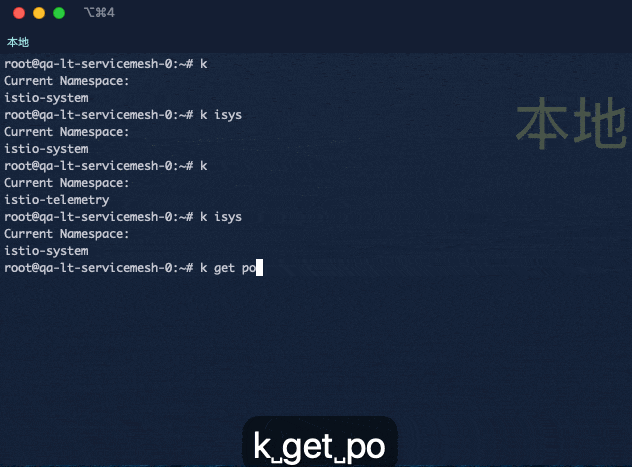 ⌥⌘4
本地
root@qa-lt-servicemesh-0:~# k
Current Namespace:
istio-system
root@qa-lt-servicemesh-0:~# k isys
Current Namespace:
istio-system
root@qa-lt-servicemesh-0:~# k
Current Namespace:
istio-telemetry
root@qa-lt-servicemesh-0:~# k isys
Current Namespace:
istio-system
root@qa-lt-servicemesh-0:~# k get po
本地
k␣get␣po